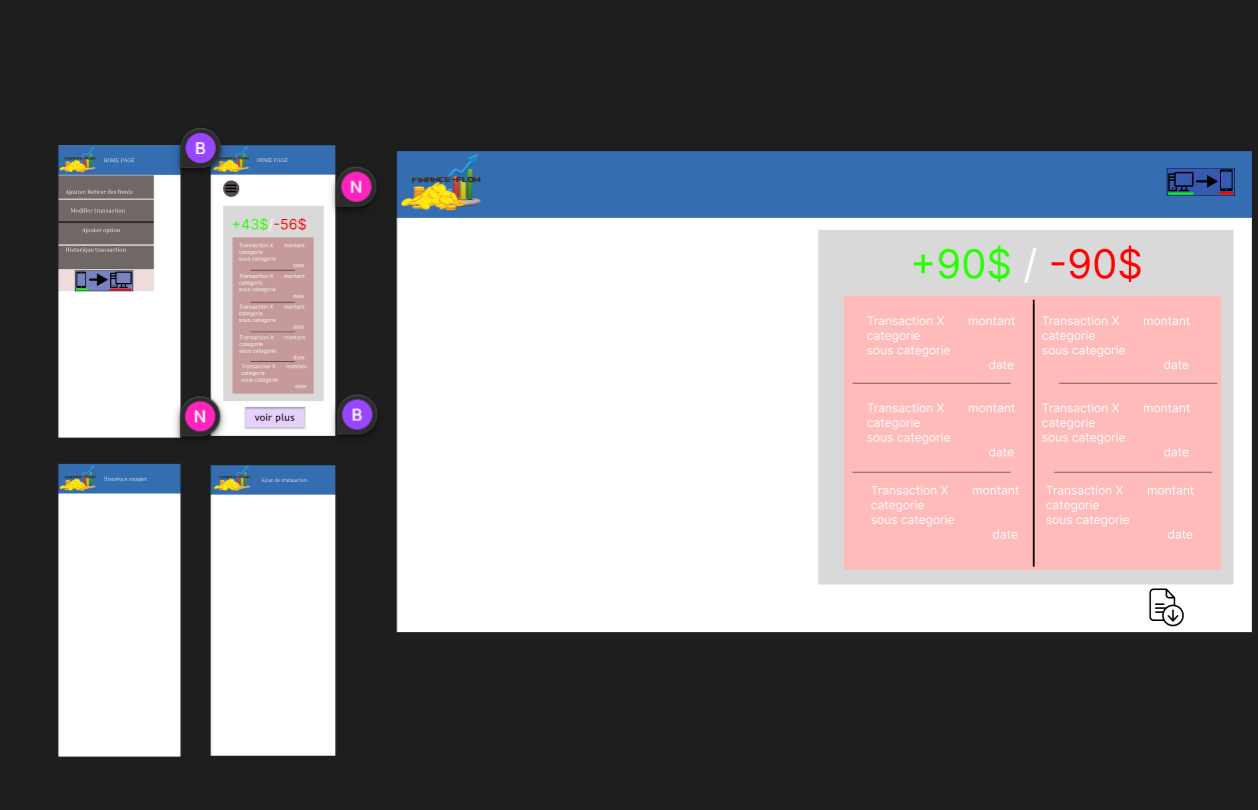 HOME PAGE
Ajouter/Retirer des fonds
Modifier transaction
Ajouter option
Historique transaction
B
HOME PAGE
N
+43$/-56$
Transaction X montant
categorie
sous categorie
date
Transaction X montant
categorie
sous categorie
date
Transaction X montant
categorie
sous categorie
date
Transaction X montant
categorie
sous categorie
date
Transaction X montant
categorie
sous categorie
date
voir plus
N
B
Historique complet
Ajout de transaction
FINANCE-FLOW
+90$ / -90$
Transaction X montant
categorie
sous categorie
date
Transaction X montant
categorie
sous categorie
date
Transaction X montant
categorie
sous categorie
date
Transaction X montant
categorie
sous categorie
date
Transaction X montant
categorie
sous categorie
date
Transaction X montant
categorie
sous categorie
date